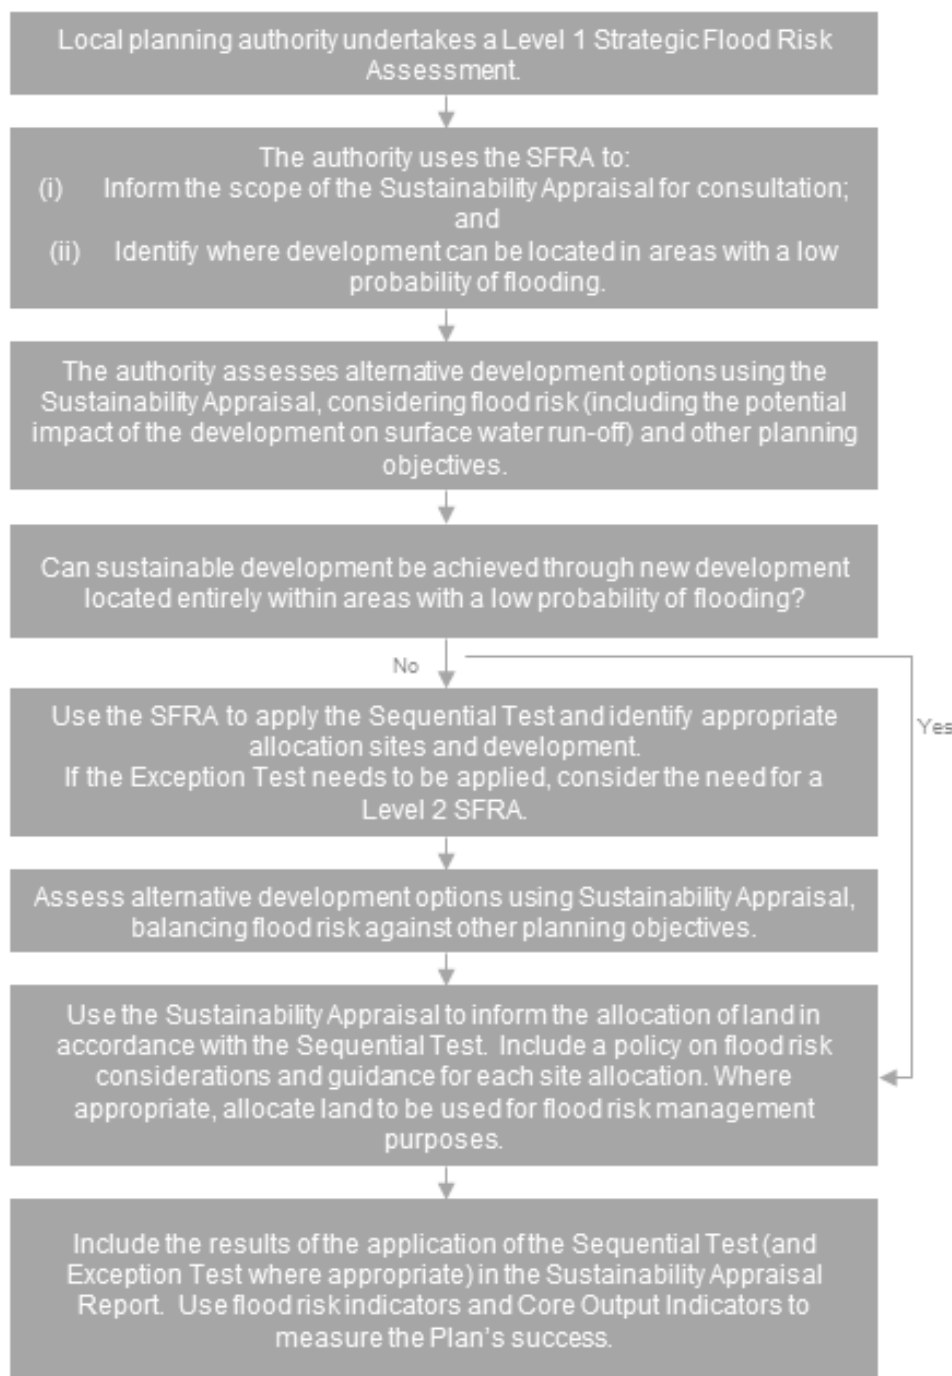 Local planning authority undertakes a Level 1 Strategic Flood Risk
Assessment.
The authority uses the SFRA to:
(i) Inform the scope of the Sustainability Appraisal for consultation;
and
(ii) Identify where development can be located in areas with a low
probability of flooding.
The authority assesses alternative development options using the
Sustainability Appraisal, considering flood risk (including the potential
impact of the development on surface water run-off) and other planning
objectives.
Can sustainable development be achieved through new development
located entirely within areas with a low probability of flooding?
No
Yes
Use the SFRA to apply the Sequential Test and identify appropriate
allocation sites and development.
If the Exception Test needs to be applied, consider the need for a
Level 2 SFRA.
Assess alternative development options using Sustainability Appraisal,
balancing flood risk against other planning objectives.
Use the Sustainability Appraisal to inform the allocation of land in
accordance with the Sequential Test. Include a policy on flood risk
considerations and guidance for each site allocation. Where
appropriate, allocate land to be used for flood risk management
purposes.
Include the results of the application of the Sequential Test (and
Exception Test where appropriate) in the Sustainability Appraisal
Report. Use flood risk indicators and Core Output Indicators to
measure the Plan's success.